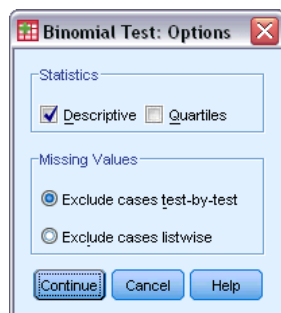 Binomial Test: Options
Statistics
Descriptive Quartiles
Missing Values
Exclude cases test-by-test
Exclude cases listwise
Continue Cancel Help